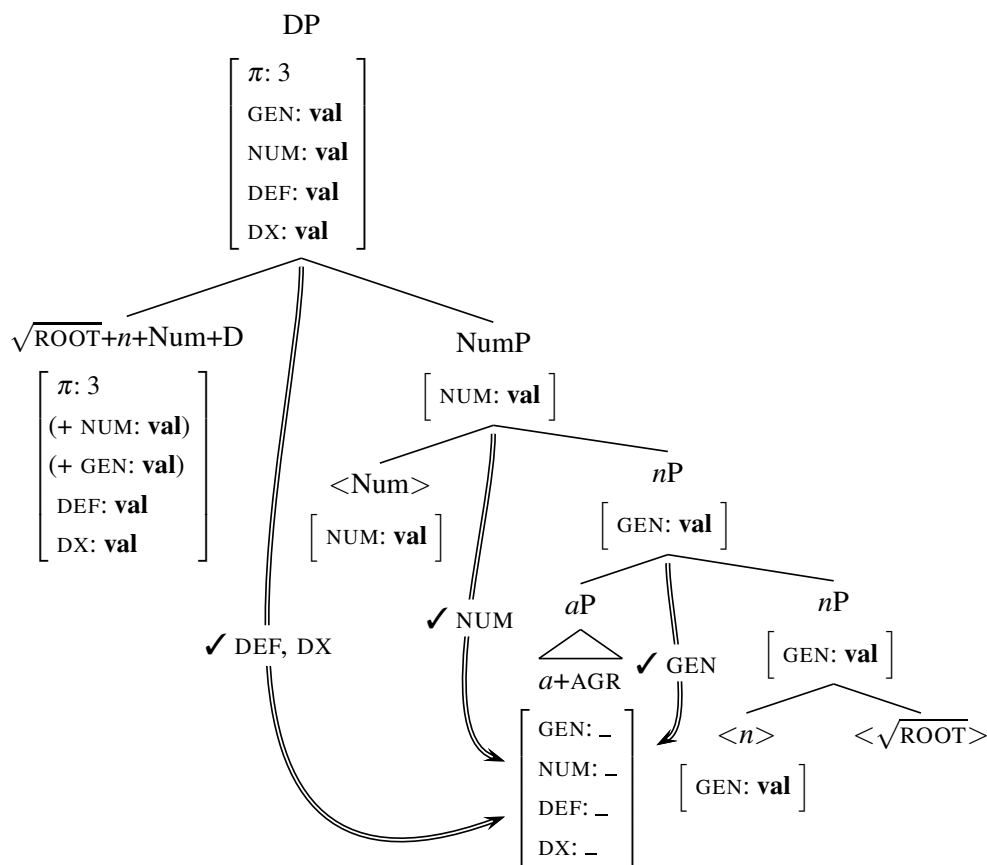 DP
π: 3
GEN: val
NUM: val
DEF: val
DX: val
√ROOT+n+Num+D
π: 3
(+ NUM: val)
(+ GEN: val)
DEF: val
DX: val
NumP
NUM: val
<Num>
NUM: val
nP
GEN: val
aP
a+AGR
GEN: _
NUM: _
DEF: _
DX: _
nP
GEN: val
<n>
GEN: val
<√ROOT>
✓ DEF, DX
✓ NUM
✓ GEN